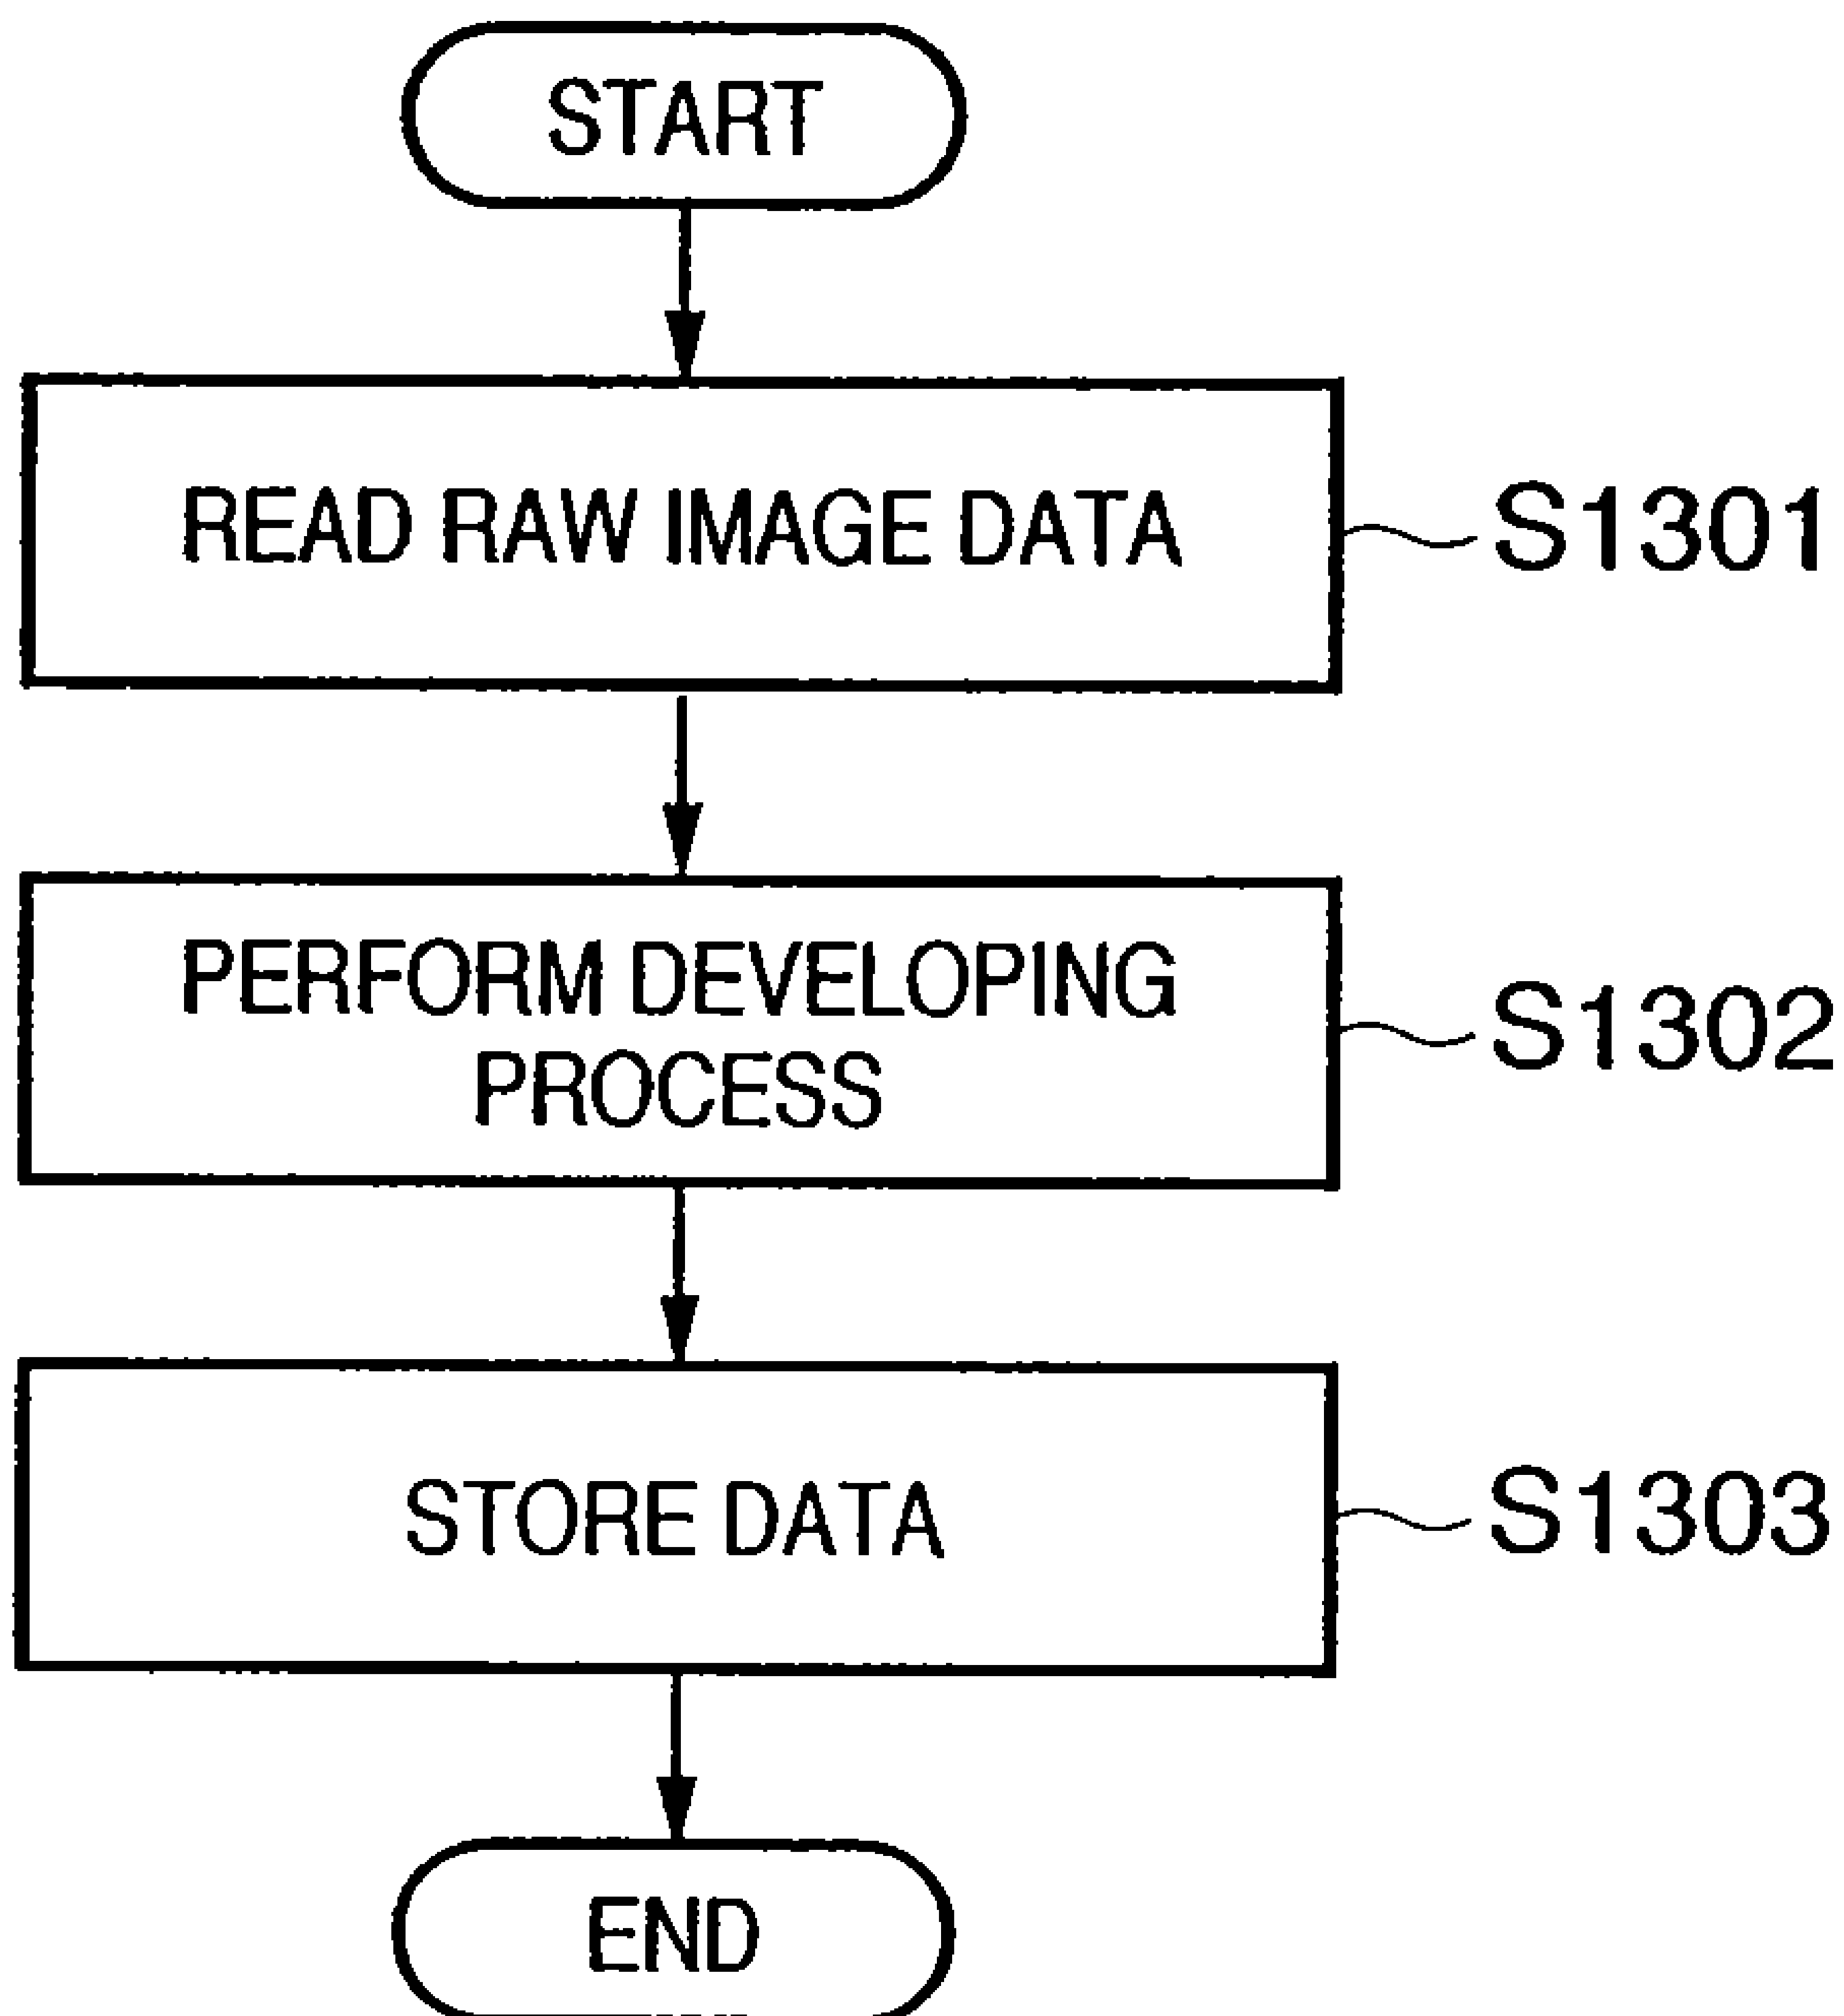 START
READ RAW IMAGE DATA
S1301
PERFORM DEVELOPING
PROCESS
S1302
STORE DATA
S1303
END